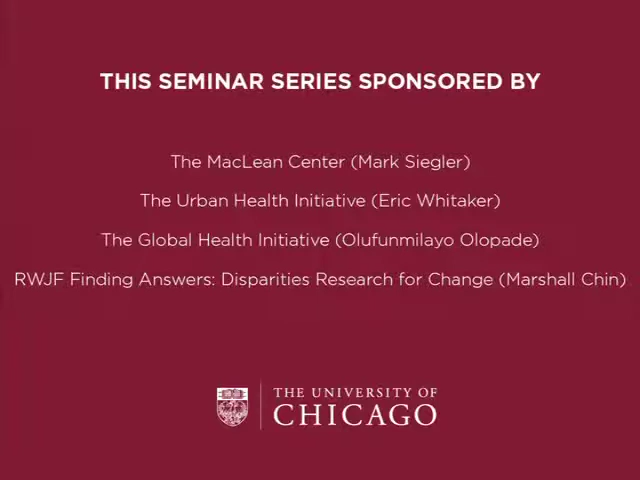 THIS SEMINAR SERIES SPONSORED BY
The MacLean Center (Mark Siegler)
The Urban Health Initiative (Eric Whitaker)
The Global Health Initiative (Olufunmilayo Olopade)
RWJF Finding Answers: Disparities Research for Change (Marshall Chin)
THE UNIVERSITY OF
CHICAGO